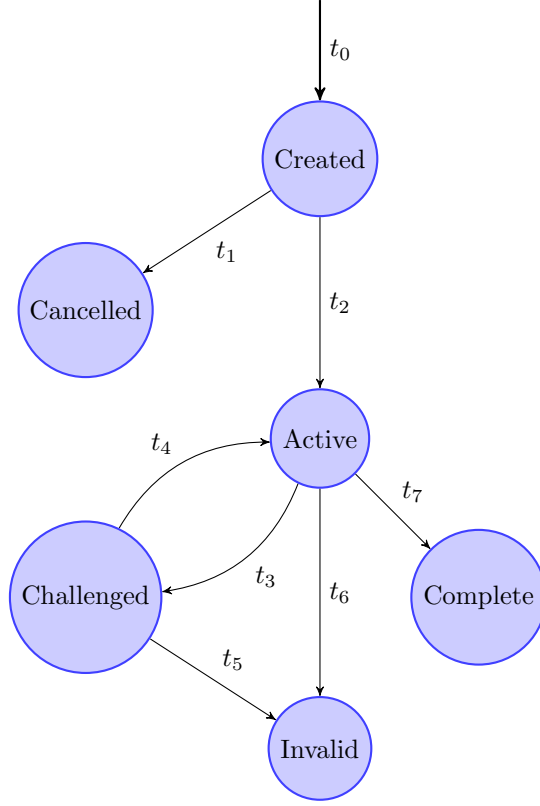 t₀
Created
t₁
Cancelled
t₂
Active
t₄
t₇
t₃
Challenged
t₆
Complete
t₅
Invalid